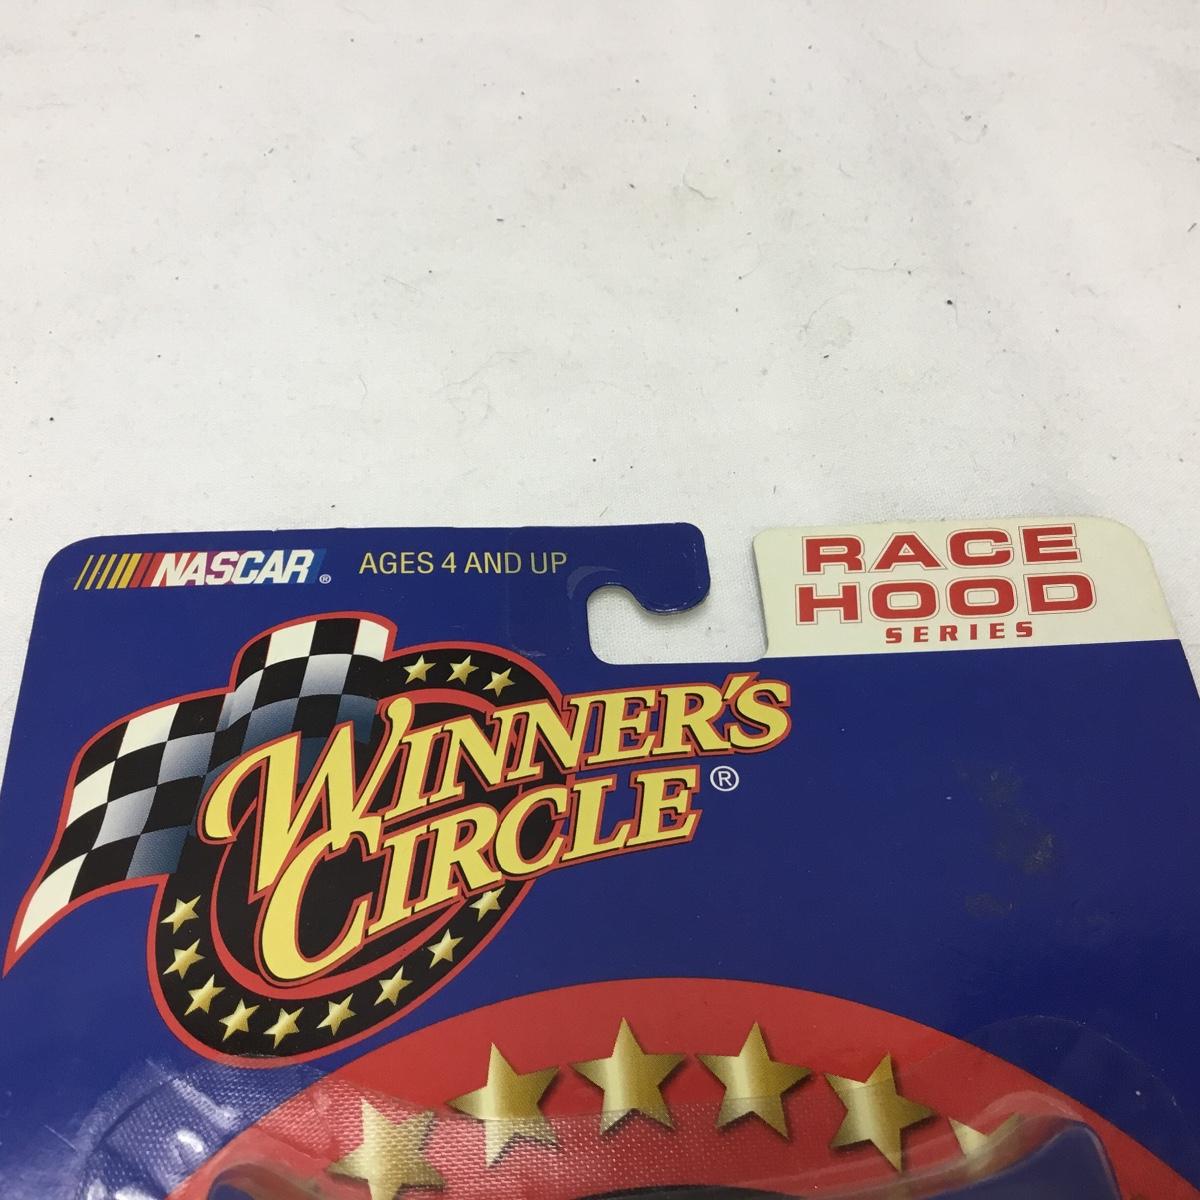 NASCAR® AGES 4 AND UP
RACE
HOOD
SERIES
WINNER'S
CIRCLE®